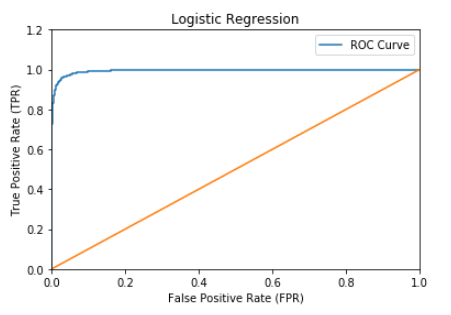 Logistic Regression
ROC Curve
1.2
1.0
0.8
0.6
0.4
0.2
0.0
True Positive Rate (TPR)
0.0 0.2 0.4 0.6 0.8 1.0
False Positive Rate (FPR)